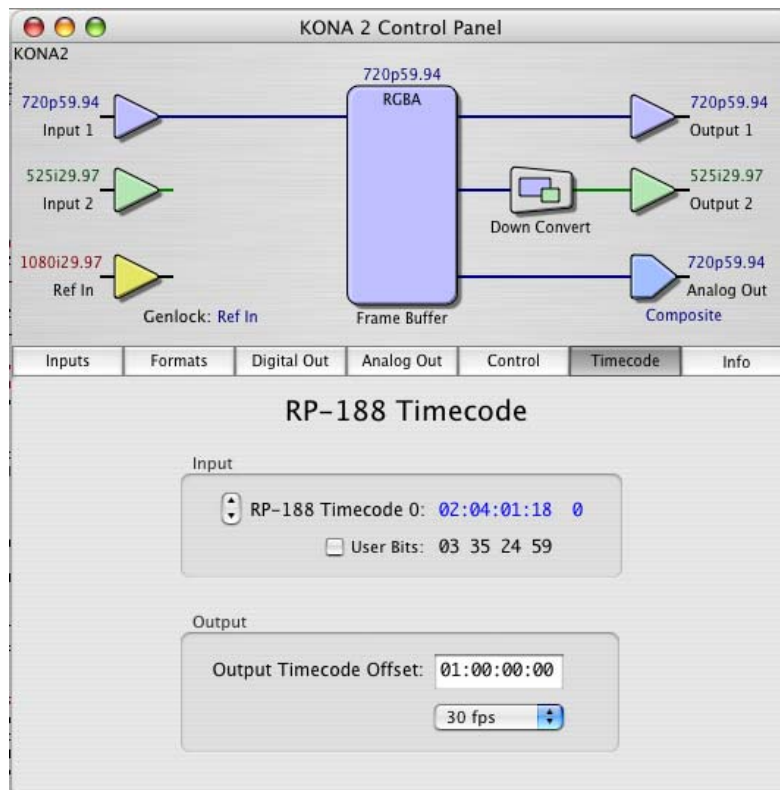 KONA 2 Control Panel
KONA2
720p59.94
Input 1
525i29.97
Input 2
1080i29.97
Ref In
Genlock: Ref In
720p59.94
RGBA
Frame Buffer
Down Convert
720p59.94
Output 1
525i29.97
Output 2
720p59.94
Analog Out
Composite
Inputs
Formats
Digital Out
Analog Out
Control
Timecode
Info
RP-188 Timecode
Input
RP-188 Timecode 0: 02:04:01:18 0
User Bits: 03 35 24 59
Output
Output Timecode Offset: 01:00:00:00
30 fps